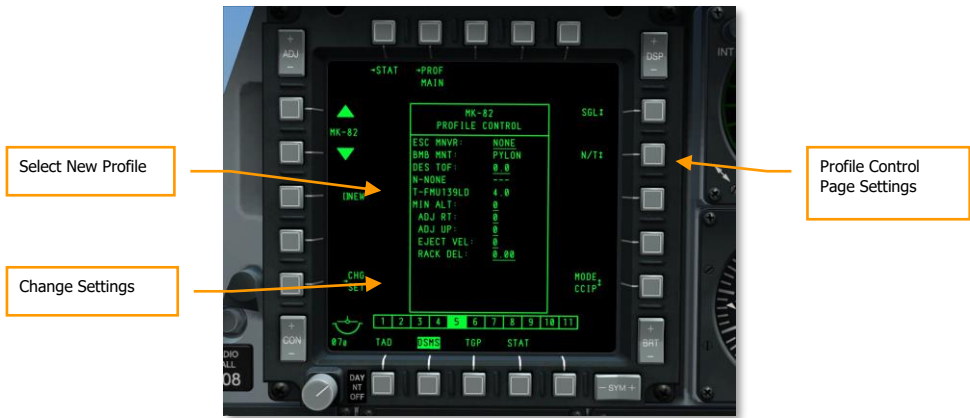 Select New Profile
Change Settings
Profile Control
Page Settings
+
ADJ
-
+
DSP
-
INT
→STAT
→PROF
MAIN
MK-82
PROFILE CONTROL
ESC MNVR: NONE
BMB MNT: PYLON
DES TOF: 0.0
N-NONE ---
T-FMU139LD 4.0
MIN ALT: 0
ADJ RT: 0
ADJ UP: 0
EJECT VEL: 0
RACK DEL: 0.00
MK-82
[]NEW
→CHG
SET
SGL↕
N/T↕
MODE↕
CCIP
1 2 3 4 5 6 7 8 9 10 11
TAD DSMS TGP STAT
+
CON
-
+
BRT
-
DAY
NT
OFF
- SYM +
08